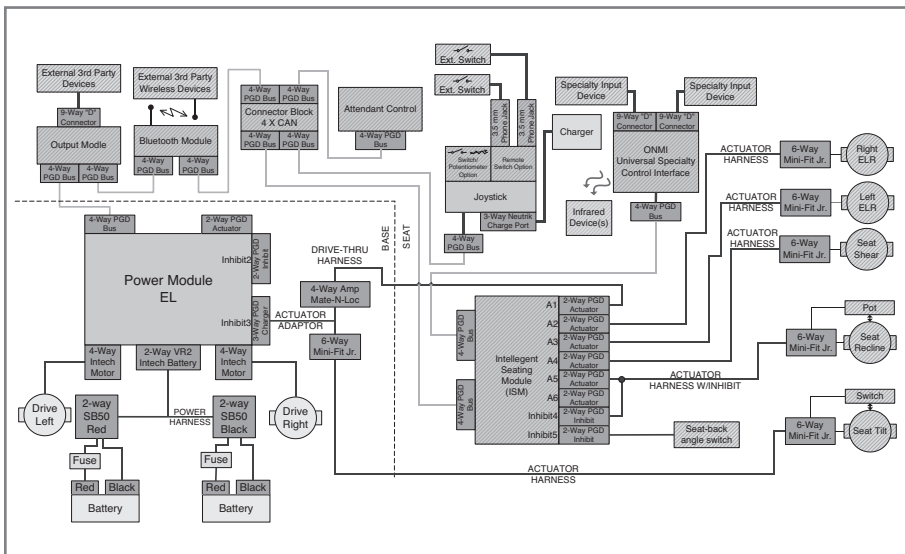 Ext. Switch
External 3rd Party
Devices
External 3rd Party
Wireless Devices
4-Way
PGD Bus
4-Way
PGD Bus
Connector Block
4 X CAN
4-Way
PGD Bus
4-Way
PGD Bus
Attendant Control
4-Way PGD
Bus
Ext. Switch
3.5 mm
Phone Jack
3.5 mm
Phone Jack
Specialty Input
Device
Specialty Input
Device
9-Way "D"
Connector
Output Modle
4-Way
PGD Bus
4-Way
PGD Bus
Bluetooth Module
4-Way
PGD Bus
4-Way
PGD Bus
Switch/
Potentiometer
Option
Remote
Switch Option
Joystick
3-Way Neutrik
Charge Port
4-Way
PGD Bus
Charger
9-Way "D"
Connector
9-Way "D"
Connector
ONMI
Universal Specialty
Control Interface
4-Way PGD
Bus
Infrared
Device(s)
ACTUATOR
HARNESS
6-Way
Mini-Fit Jr.
Right
ELR
ACTUATOR
HARNESS
6-Way
Mini-Fit Jr.
Left
ELR
ACTUATOR
HARNESS
6-Way
Mini-Fit Jr.
Seat
Shear
4-Way PGD
Bus
2-Way PGD
Actuator
Power Module
EL
Inhibit2
2-Way PGD
Inhibit
Inhibit3
3-Way PGD
Charger
4-Way
Intech
Motor
2-Way VR2
Intech Battery
4-Way
Intech
Motor
BASE
SEAT
DRIVE-THRU
HARNESS
4-Way Amp
Mate-N-Loc
ACTUATOR
ADAPTOR
6-Way
Mini-Fit Jr.
4-Way PGD
Bus
4-Way PGD
Bus
Intellegent
Seating
Module
(ISM)
A1
2-Way PGD
Actuator
A2
2-Way PGD
Actuator
A3
2-Way PGD
Actuator
A4
2-Way PGD
Actuator
A5
2-Way PGD
Actuator
A6
2-Way PGD
Actuator
Inhibit4
2-Way PGD
Inhibit
Inhibit5
2-Way PGD
Inhibit
ACTUATOR
HARNESS W/INHIBIT
6-Way
Mini-Fit Jr.
Pot
Seat
Recline
Seat-back
angle switch
6-Way
Mini-Fit Jr.
Switch
Seat Tilt
ACTUATOR
HARNESS
Drive
Left
2-way
SB50
Red
POWER
HARNESS
2-way
SB50
Black
Drive
Right
Fuse
Red
Black
Battery
Fuse
Red
Black
Battery